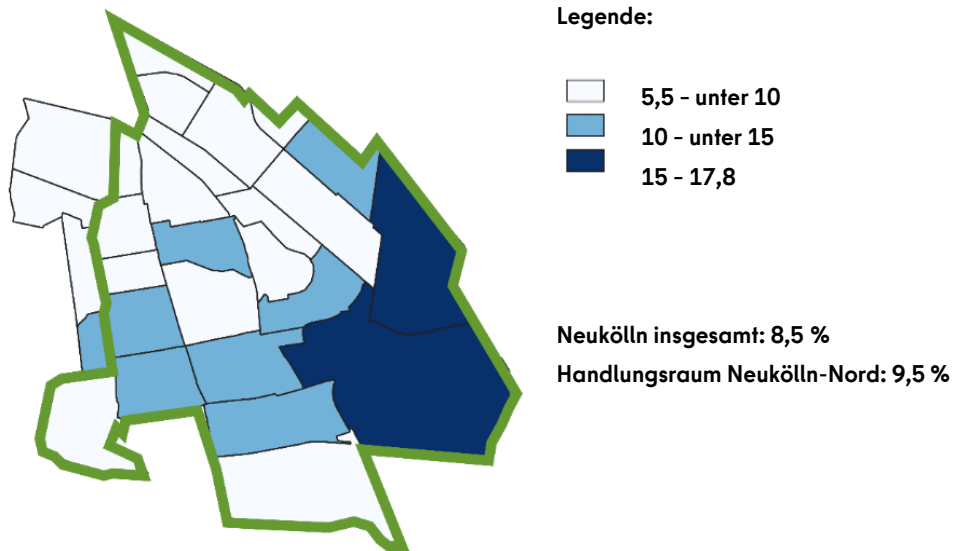 Legende:
5,5 - unter 10
10 - unter 15
15 - 17,8
Neukölln insgesamt: 8,5 %
Handlungsraum Neukölln-Nord: 9,5 %